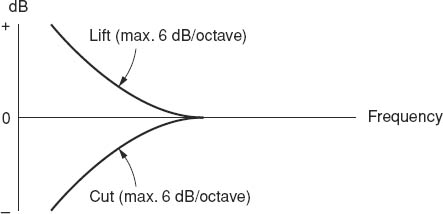 dB
+
Lift (max. 6 dB/octave)
0
Frequency
Cut (max. 6 dB/octave)
–